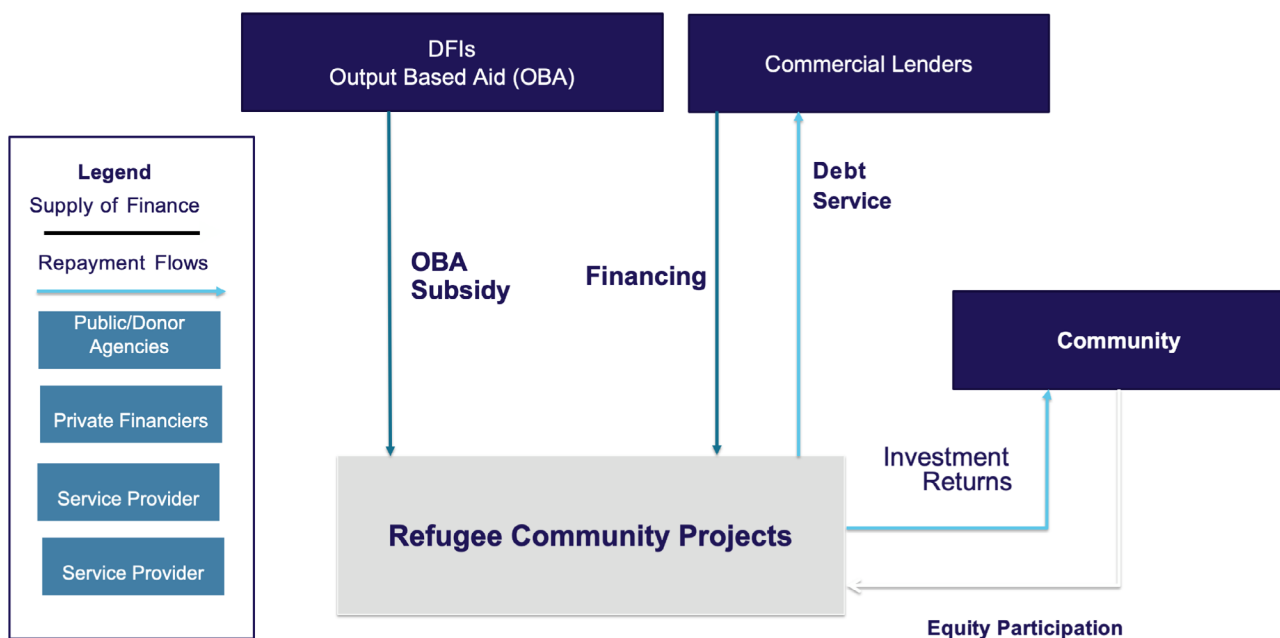 DFIs
Output Based Aid (OBA)
Commercial Lenders
Legend
Supply of Finance
Repayment Flows
Public/Donor
Agencies
Private Financiers
Service Provider
Service Provider
Debt
Service
OBA
Subsidy
Financing
Community
Investment
Returns
Refugee Community Projects
Equity Participation